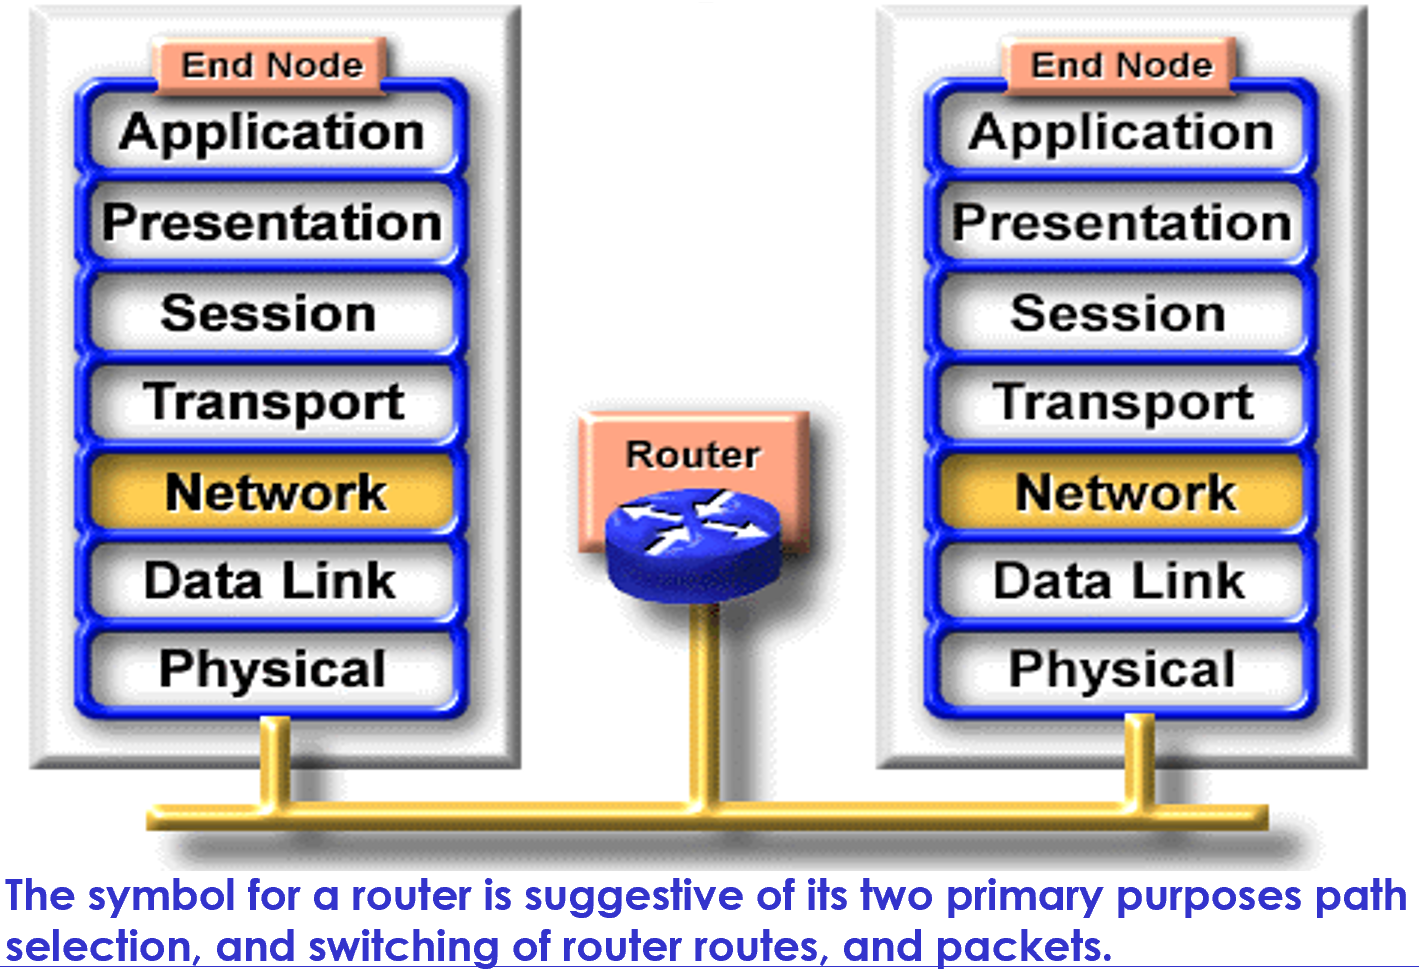 End Node
Application
Presentation
Session
Transport
Network
Data Link
Physical
Router
End Node
Application
Presentation
Session
Transport
Network
Data Link
Physical
The symbol for a router is suggestive of its two primary purposes path
selection, and switching of router routes, and packets.